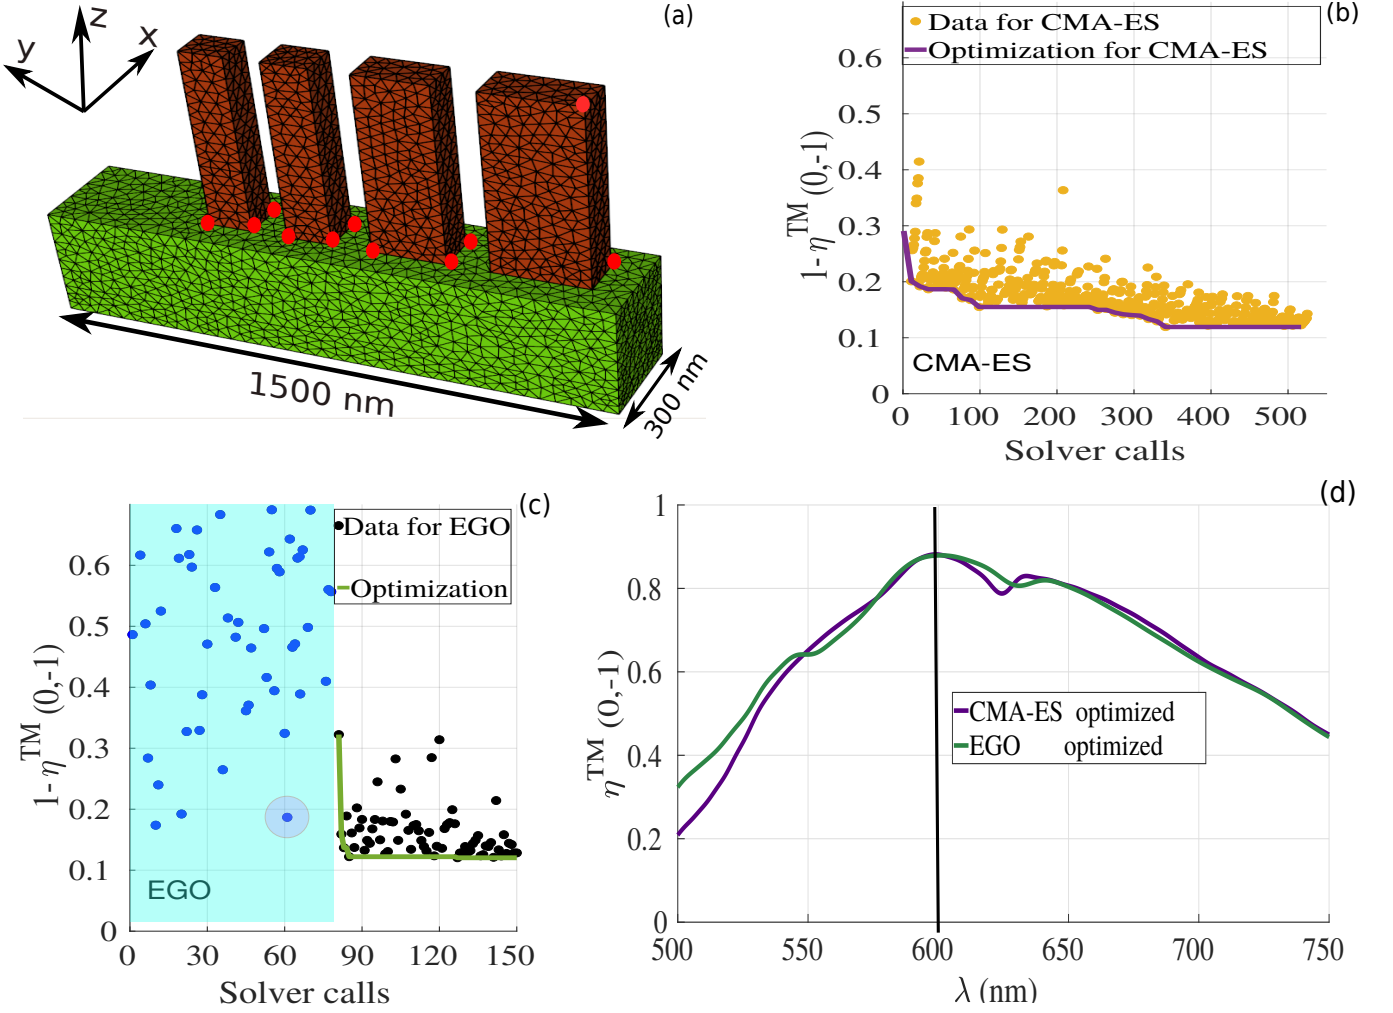 (a)
z
y
x
1500 nm
300 nm
(b)
Data for CMA-ES
Optimization for CMA-ES
0.6
0.5
0.4
0.3
0.2
0.1
0
1- η^TM (0,-1)
CMA-ES
0 100 200 300 400 500
Solver calls
(c)
Data for EGO
Optimization
0.6
0.5
0.4
0.3
0.2
0.1
0
1- η^TM (0,-1)
EGO
0 30 60 90 120 150
Solver calls
(d)
1
0.8
0.6
0.4
0.2
0
η^TM (0,-1)
CMA-ES optimized
EGO optimized
500 550 600 650 700 750
λ (nm)